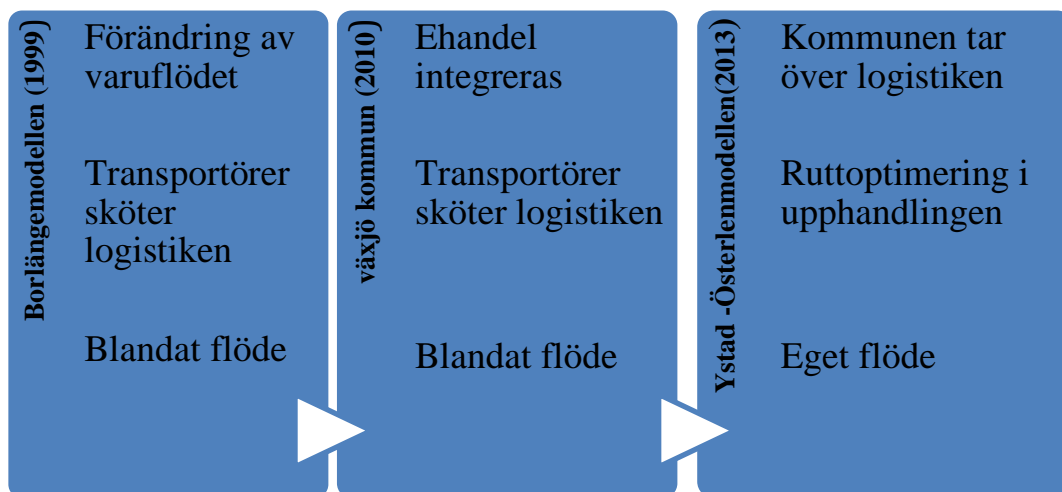 Borlängemodellen (1999)
Förändring av
varuflödet
Transportörer
sköter
logistiken
Blandat flöde
växjö kommun (2010)
Ehandel
integreras
Transportörer
sköter logistiken
Blandat flöde
Ystad -Österlenmodellen(2013)
Kommunen tar
över logistiken
Ruttoptimering i
upphandlingen
Eget flöde